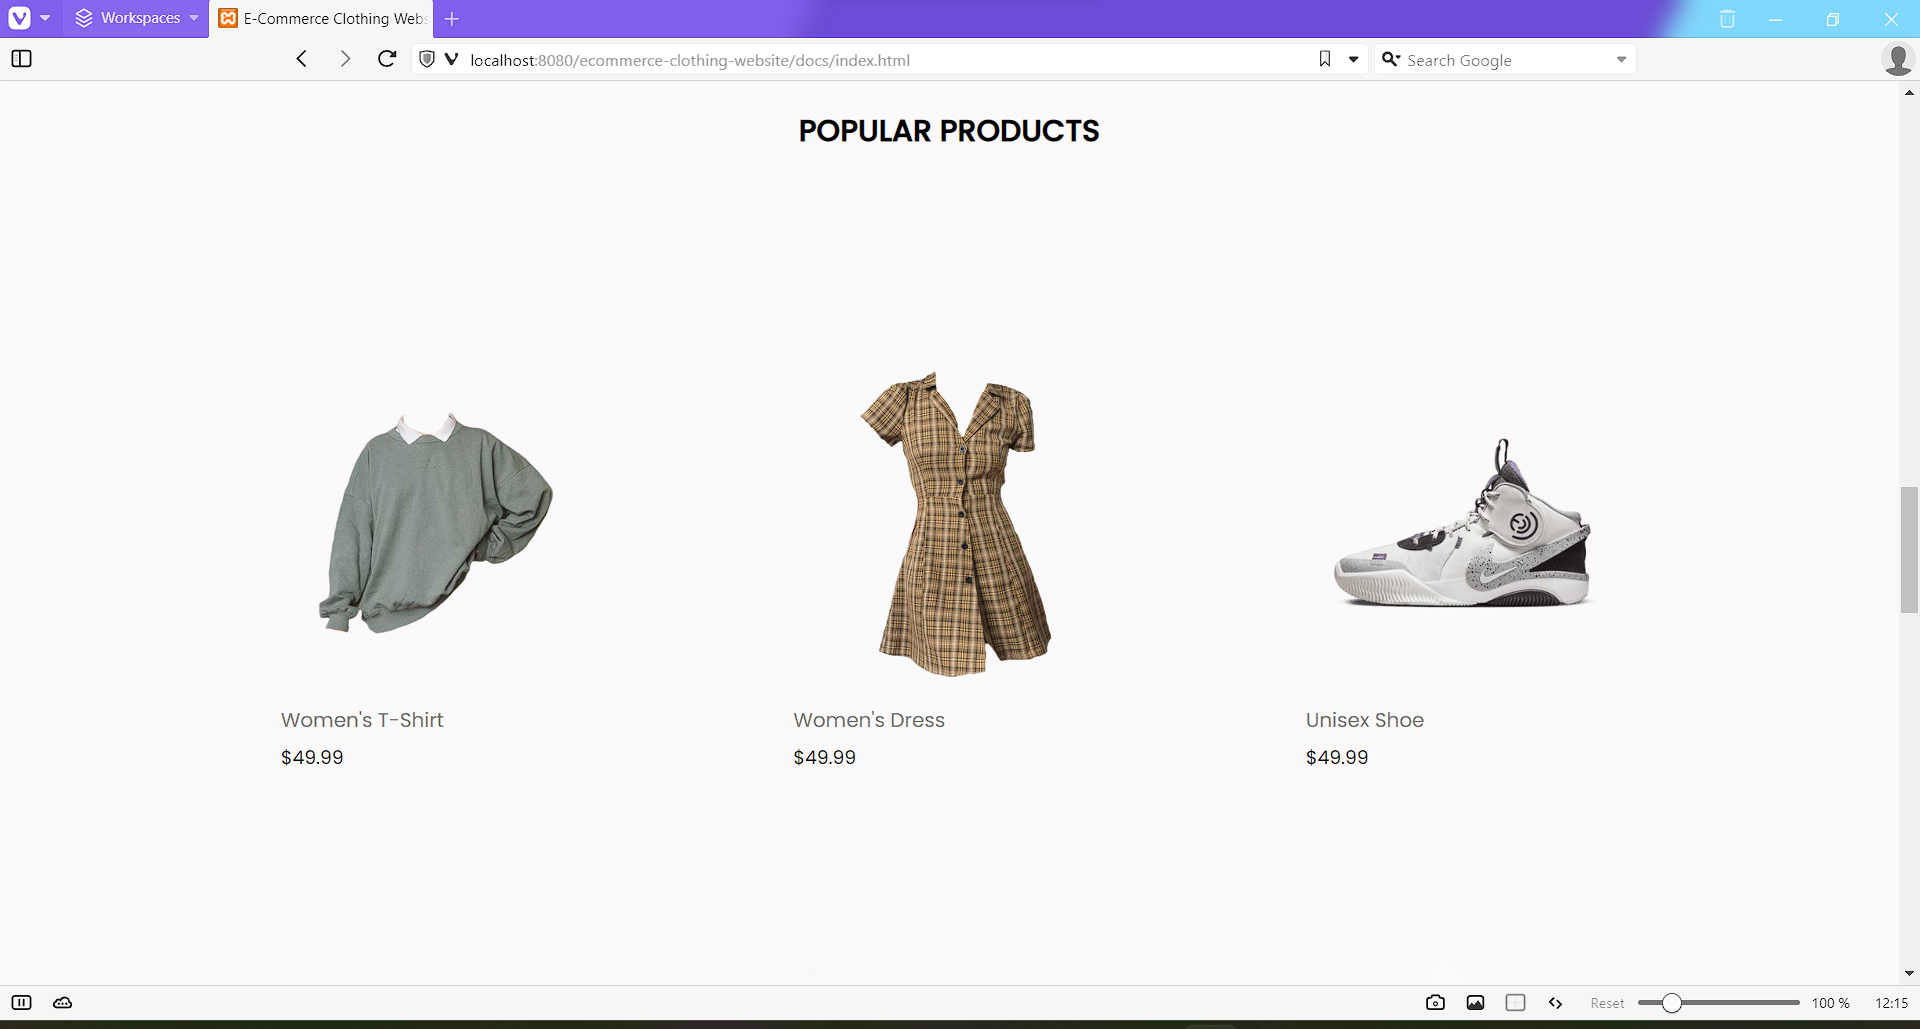 Workspaces
E-Commerce Clothing Webs
localhost:8080/ecommerce-clothing-website/docs/index.html
Search Google
POPULAR PRODUCTS
Women's T-Shirt
$49.99
Women's Dress
$49.99
Unisex Shoe
$49.99
Reset
100 %
12:15